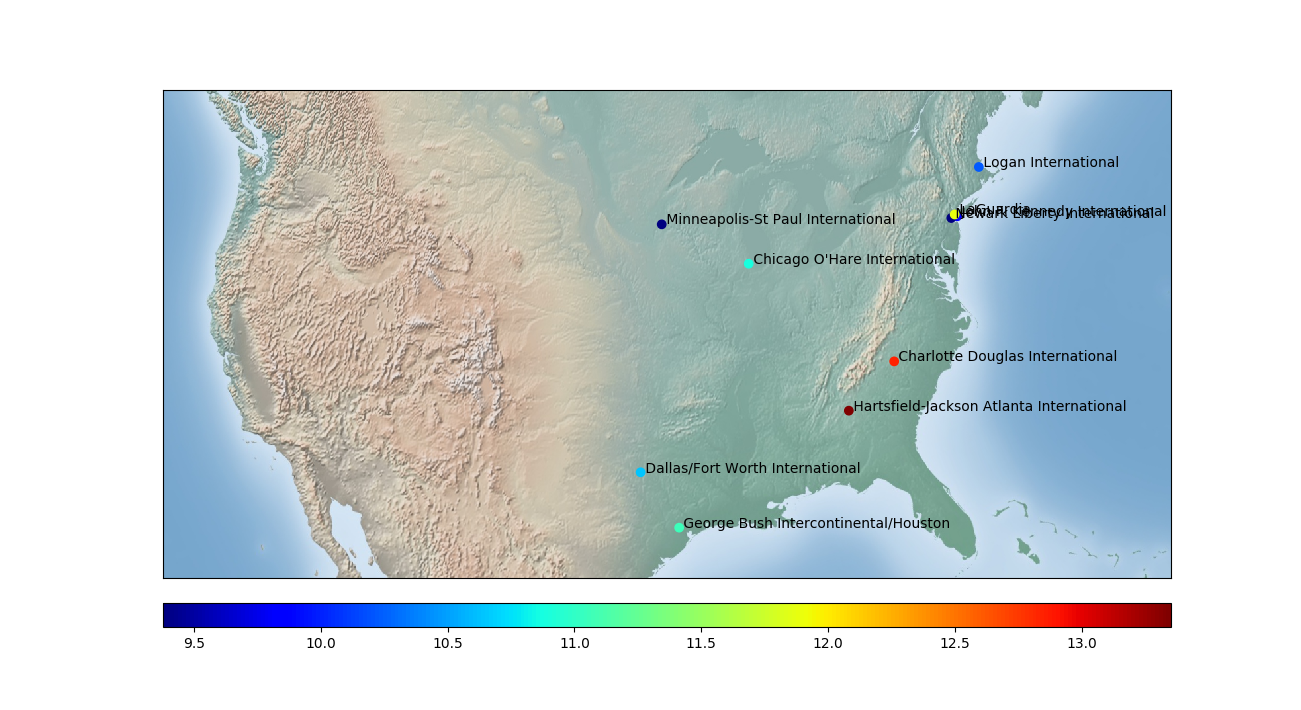 Logan International
LaGuardia
John F Kennedy International
Newark Liberty International
Minneapolis-St Paul International
Chicago O'Hare International
Charlotte Douglas International
Hartsfield-Jackson Atlanta International
Dallas/Fort Worth International
George Bush Intercontinental/Houston
9.5 10.0 10.5 11.0 11.5 12.0 12.5 13.0